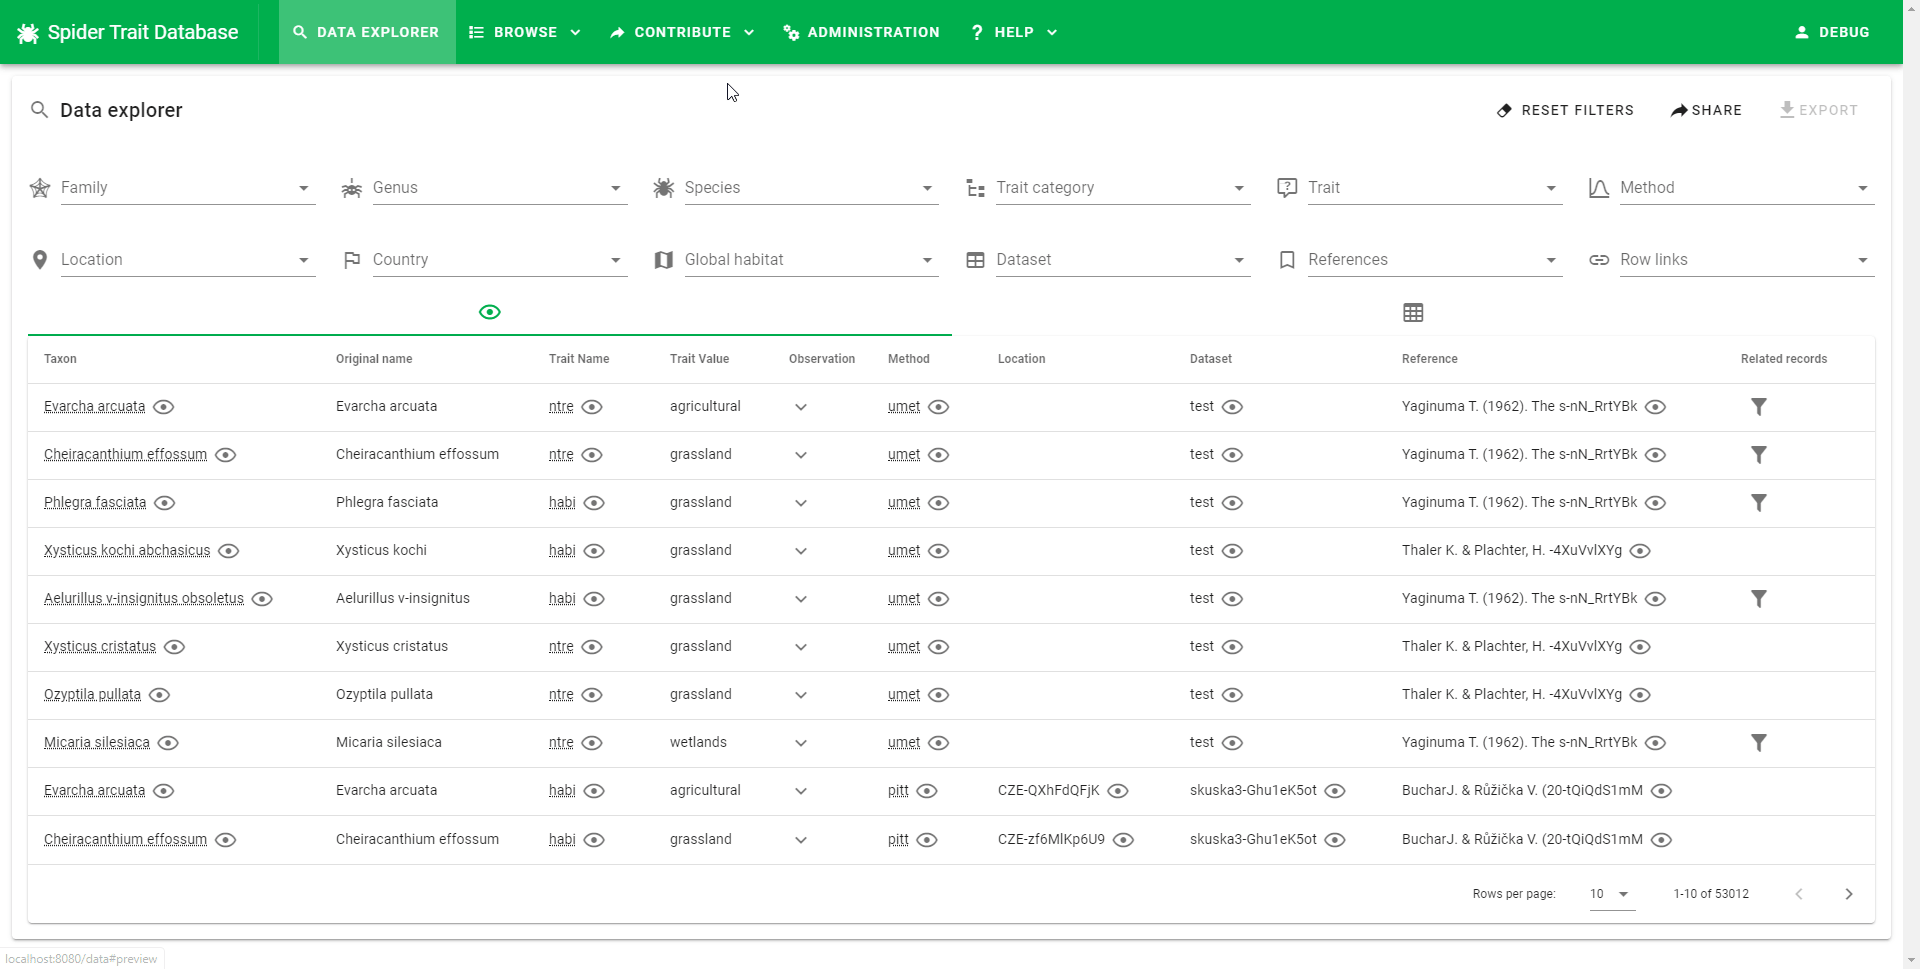 Spider Trait Database DATA EXPLORER BROWSE CONTRIBUTE ADMINISTRATION ? HELP DEBUG
Data explorer RESET FILTERS SHARE EXPORT
Family Genus Species Trait category Trait Method
Location Country Global habitat Dataset References Row links
Taxon Original name Trait Name Trait Value Observation Method Location Dataset Reference Related records
Evarcha arcuata Evarcha arcuata ntre agricultural umet test Yaginuma T. (1962). The s-nN_RrtYBk
Cheiracanthium effossum Cheiracanthium effossum ntre grassland umet test Yaginuma T. (1962). The s-nN_RrtYBk
Phlegra fasciata Phlegra fasciata habi grassland umet test Yaginuma T. (1962). The s-nN_RrtYBk
Xysticus kochi abchasicus Xysticus kochi habi grassland umet test Thaler K. & Plachter, H. -4XuVvlXYg
Aelurillus v-insignitus obsoletus Aelurillus v-insignitus habi grassland umet test Yaginuma T. (1962). The s-nN_RrtYBk
Xysticus cristatus Xysticus cristatus ntre grassland umet test Thaler K. & Plachter, H. -4XuVvlXYg
Ozyptila pullata Ozyptila pullata ntre grassland umet test Thaler K. & Plachter, H. -4XuVvlXYg
Micaria silesiaca Micaria silesiaca ntre wetlands umet test Yaginuma T. (1962). The s-nN_RrtYBk
Evarcha arcuata Evarcha arcuata habi agricultural pitt CZE-QXhFdQFjK skuska3-Ghu1eK5ot BucharJ. & Růžička V. (20-tQiQdS1mM
Cheiracanthium effossum Cheiracanthium effossum habi grassland pitt CZE-zf6MlKp6U9 skuska3-Ghu1eK5ot BucharJ. & Růžička V. (20-tQiQdS1mM
Rows per page: 10 1-10 of 53012
localhost:8080/data#preview